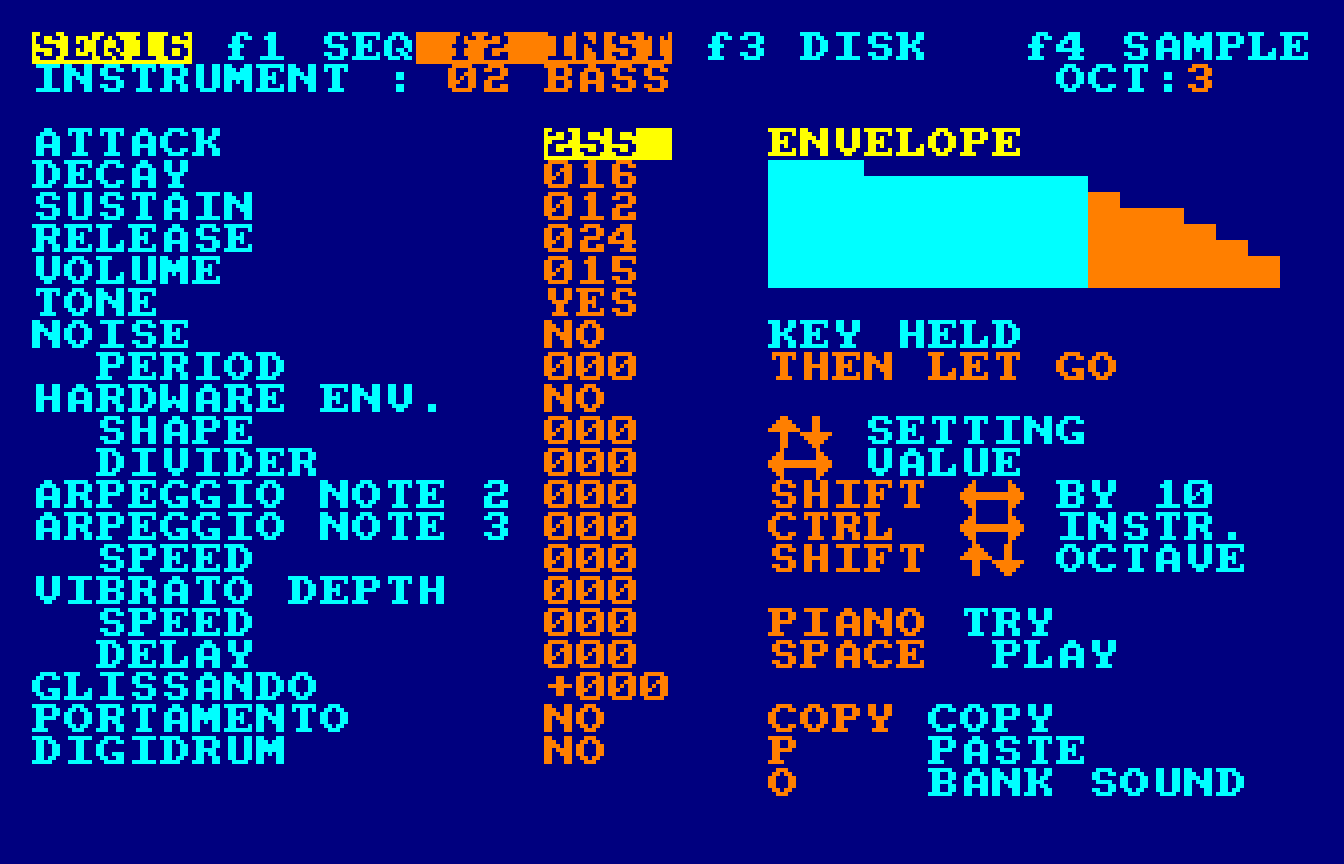 SEQ16 f1 SEQ f2 INST f3 DISK f4 SAMPLE
INSTRUMENT : 02 BASS OCT:3
ATTACK 255 ENVELOPE
DECAY 016
SUSTAIN 012
RELEASE 024
VOLUME 015
TONE YES
NOISE NO KEY HELD
PERIOD 000 THEN LET GO
HARDWARE ENV. NO
SHAPE 000 ↑↓ SETTING
DIVIDER 000 ↔ VALUE
ARPEGGIO NOTE 2 000 SHIFT ↔ BY 10
ARPEGGIO NOTE 3 000 CTRL ↔ INSTR.
SPEED 000 SHIFT ↑↓ OCTAVE
VIBRATO DEPTH 000
SPEED 000 PIANO TRY
DELAY 000 SPACE PLAY
GLISSANDO +000
PORTAMENTO NO COPY COPY
DIGIDRUM NO P PASTE
O BANK SOUND